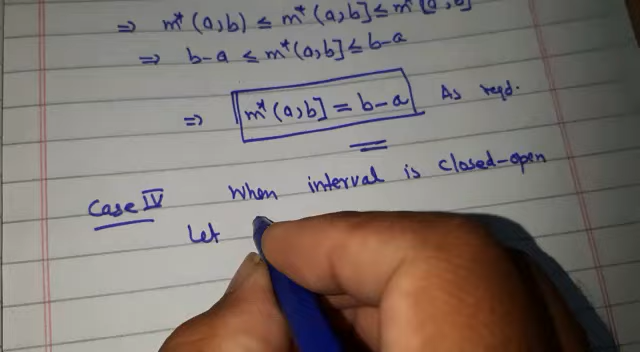 ⇒ m*(a,b) ≤ m*(a,b] ≤ m*[a,b]
⇒ b-a ≤ m*(a,b] ≤ b-a
⇒ m*(a,b] = b-a As reqd.
Case IV When interval is closed-open
Let